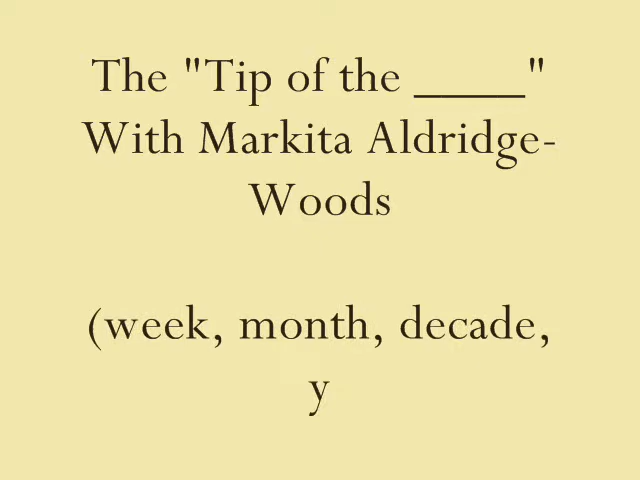 The "Tip of the ____"
With Markita Aldridge-
Woods
(week, month, decade,
y